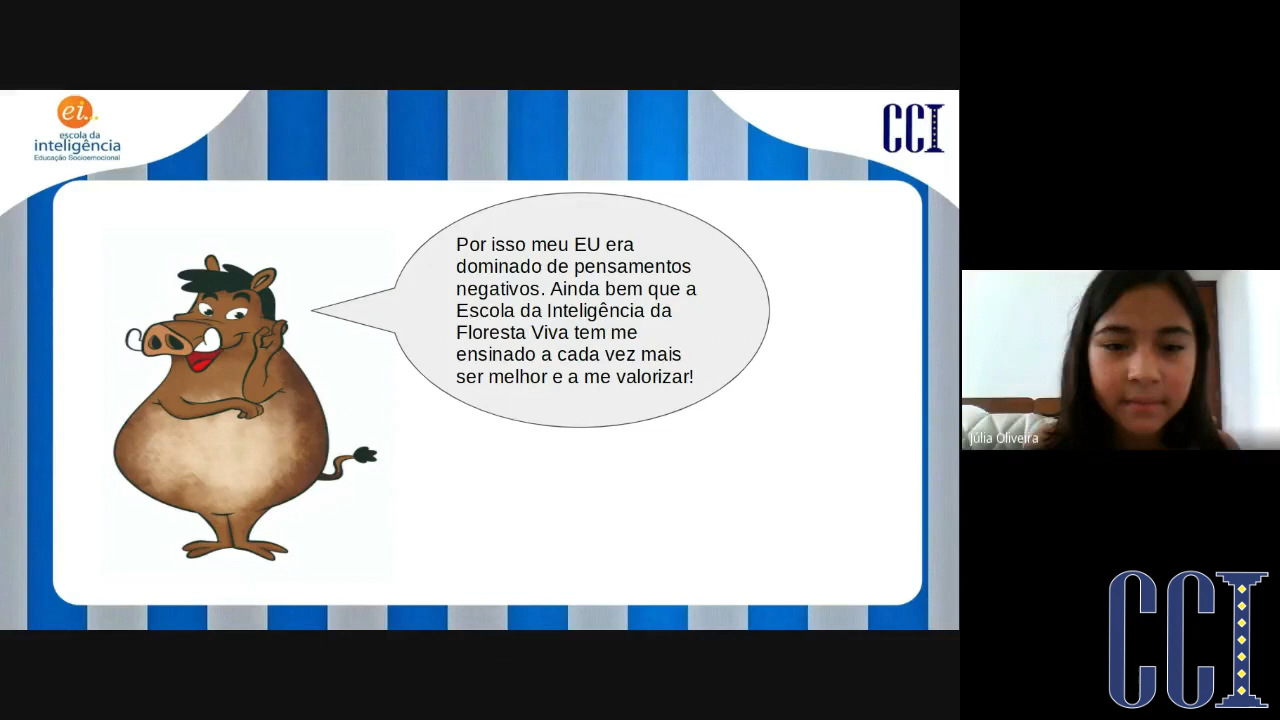 ei...
escola da
inteligência
Educação Socioemocional
CCI
Por isso meu EU era
dominado de pensamentos
negativos. Ainda bem que a
Escola da Inteligência da
Floresta Viva tem me
ensinado a cada vez mais
ser melhor e a me valorizar!
Júlia Oliveira
CCI